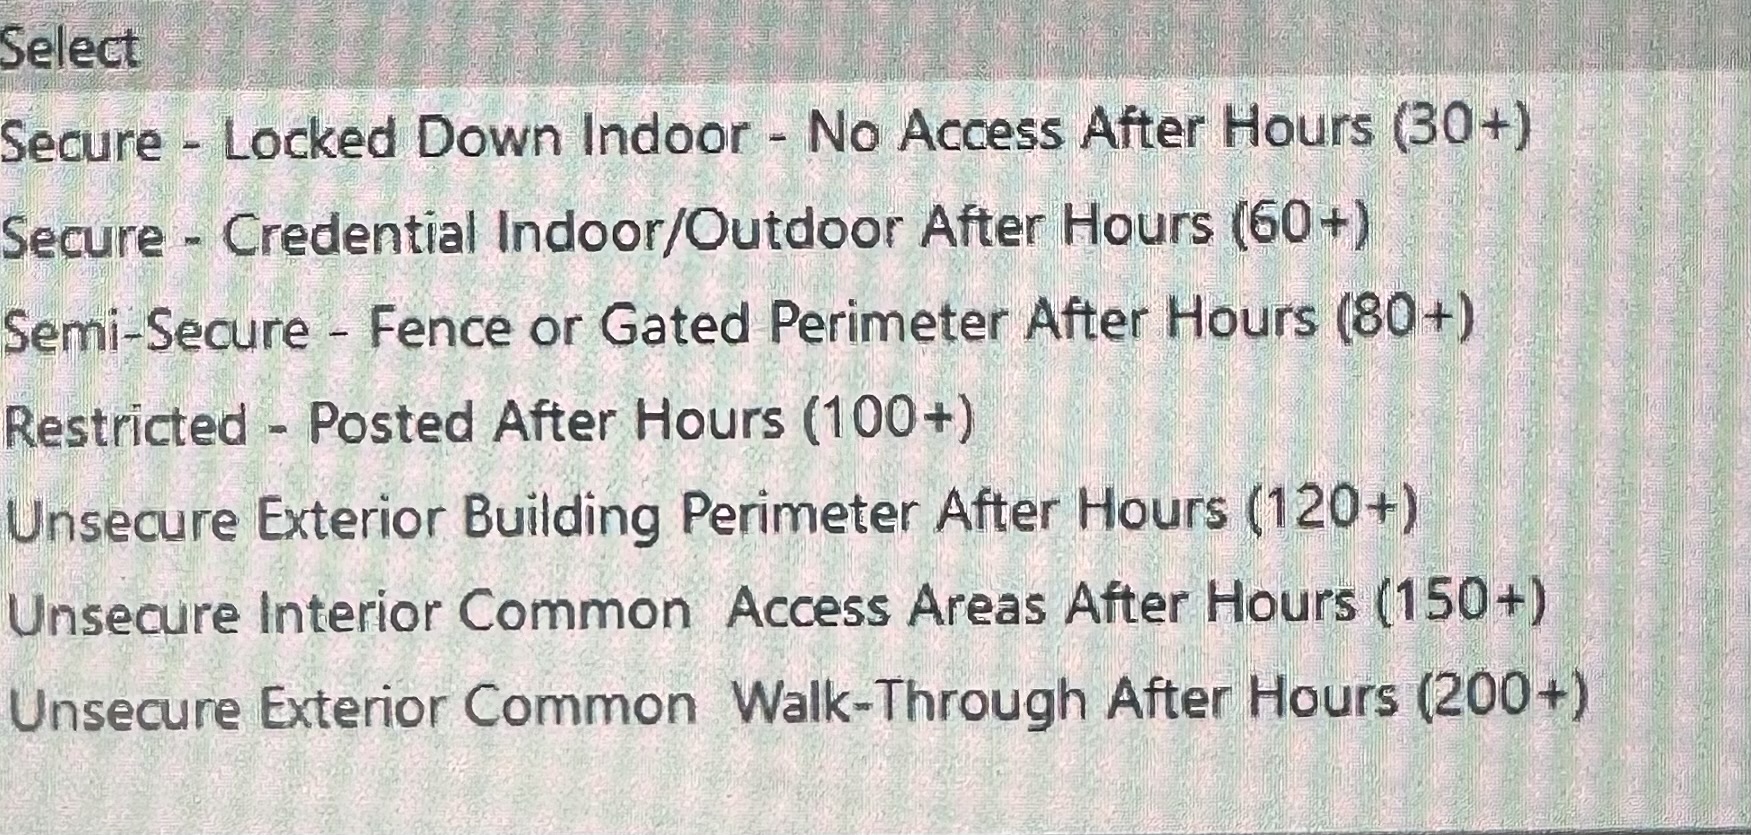 Select
Secure - Locked Down Indoor - No Access After Hours (30+)
Secure - Credential Indoor/Outdoor After Hours (60+)
Semi-Secure - Fence or Gated Perimeter After Hours (80+)
Restricted - Posted After Hours (100+)
Unsecure Exterior Building Perimeter After Hours (120+)
Unsecure Interior Common  Access Areas After Hours (150+)
Unsecure Exterior Common  Walk-Through After Hours (200+)